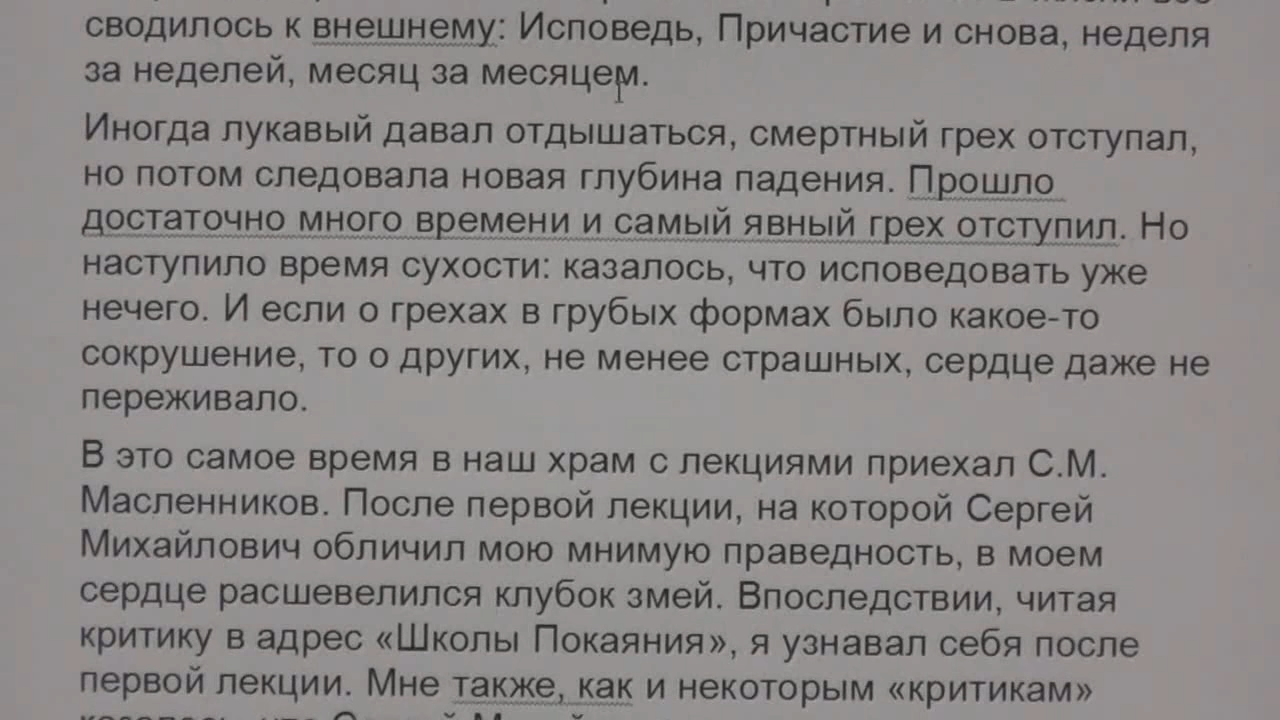 сводилось к внешнему: Исповедь, Причастие и снова, неделя
за неделей, месяц за месяцем.
Иногда лукавый давал отдышаться, смертный грех отступал,
но потом следовала новая глубина падения. Прошло
достаточно много времени и самый явный грех отступил. Но
наступило время сухости: казалось, что исповедовать уже
нечего. И если о грехах в грубых формах было какое-то
сокрушение, то о других, не менее страшных, сердце даже не
переживало.
В это самое время в наш храм с лекциями приехал С.М.
Масленников. После первой лекции, на которой Сергей
Михайлович обличил мою мнимую праведность, в моем
сердце расшевелился клубок змей. Впоследствии, читая
критику в адрес «Школы Покаяния», я узнавал себя после
первой лекции. Мне также, как и некоторым «критикам»